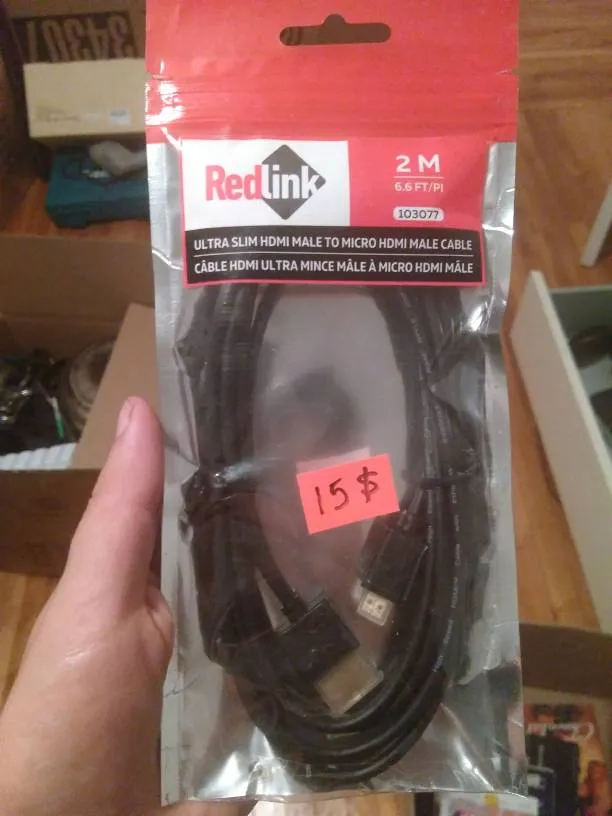 34307
Redlink
2 M
6.6 FT/PI
103077
ULTRA SLIM HDMI MALE TO MICRO HDMI MALE CABLE
CÂBLE HDMI ULTRA MINCE MÂLE À MICRO HDMI MÂLE
15$